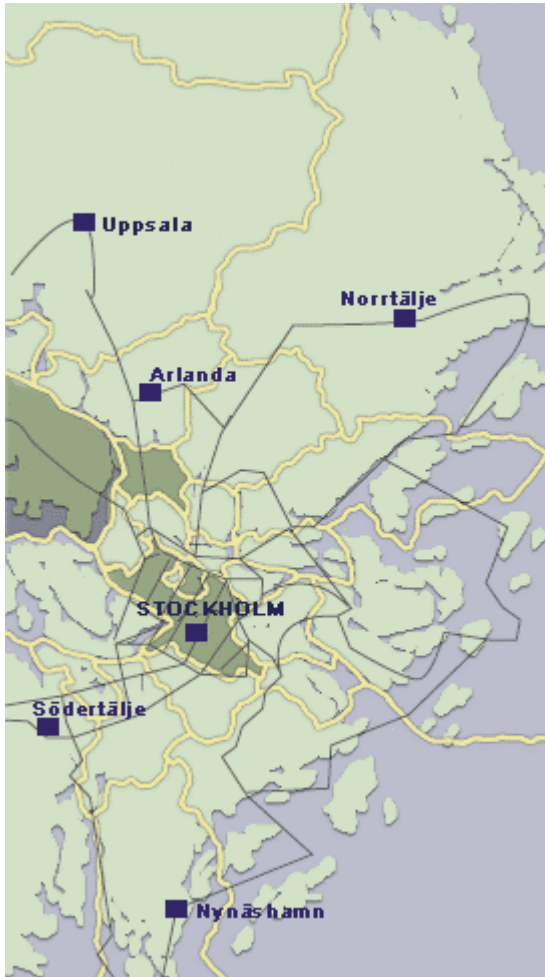 Uppsala
Norrtälje
Arlanda
STOCKHOLM
Södertälje
Nynäshamn